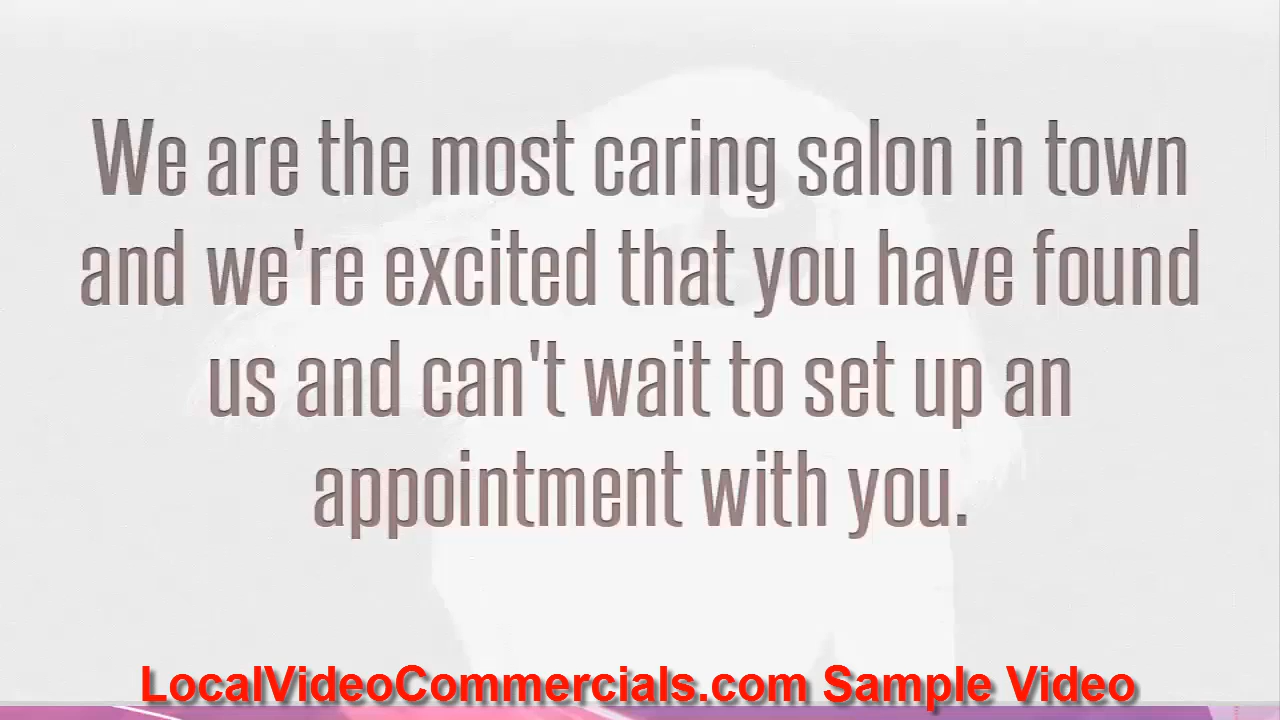 We are the most caring salon in town
and we're excited that you have found
us and can't wait to set up an
appointment with you.
LocalVideoCommercials.com Sample Video